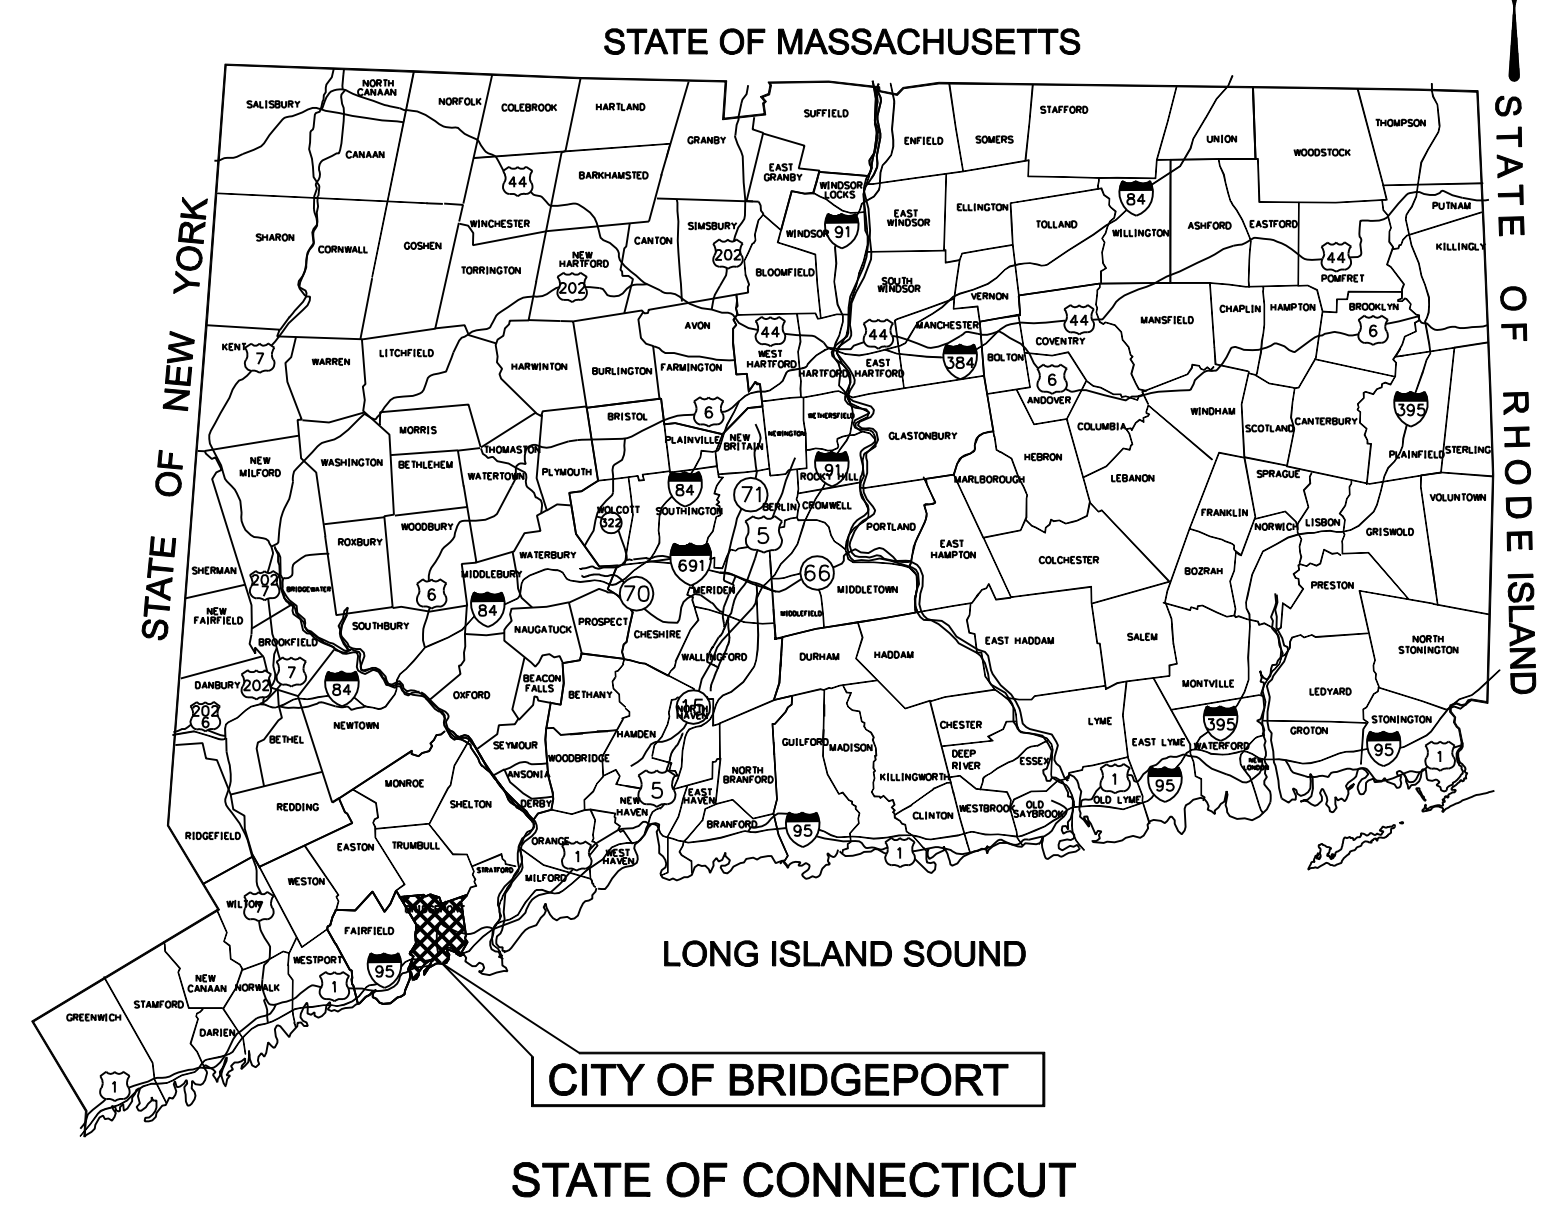 STATE OF MASSACHUSETTS
STATE OF NEW YORK
STATE OF RHODE ISLAND
SALISBURY
NORTH
CANAAN
NORFOLK
COLEBROOK
HARTLAND
SUFFIELD
STAFFORD
THOMPSON
GRANBY
ENFIELD
SOMERS
UNION
WOODSTOCK
CANAAN
44
BARKHAMSTED
EAST
GRANBY
WINDSOR
LOCKS
84
PUTNAM
SHARON
CORNWALL
GOSHEN
WINCHESTER
TORRINGTON
NEW
HARTFORD
202
CANTON
SIMSBURY
202
WINDSOR
91
EAST
WINDSOR
ELLINGTON
TOLLAND
WILLINGTON
ASHFORD
EASTFORD
44
POMFRET
KILLINGLY
BLOOMFIELD
SOUTH
WINDSOR
VERNON
KENT
7
WARREN
LITCHFIELD
HARWINTON
BURLINGTON
AVON
FARMINGTON
44
WEST
HARTFORD
HARTFORD
44
EAST
HARTFORD
MANCHESTER
384
BOLTON
44
COVENTRY
MANSFIELD
CHAPLIN
HAMPTON
BROOKLYN
6
6
ANDOVER
MORRIS
BRISTOL
6
PLAINVILLE
NEW
BRITAIN
NEWINGTON
WETHERSFIELD
GLASTONBURY
COLUMBIA
WINDHAM
SCOTLAND
CANTERBURY
395
PLAINFIELD
STERLING
NEW
MILFORD
WASHINGTON
BETHLEHEM
THOMASTON
WATERTOWN
PLYMOUTH
84
SOUTHINGTON
71
91
ROCKY HILL
BERLIN
CROMWELL
MARLBOROUGH
HEBRON
LEBANON
SPRAGUE
VOLUNTOWN
WOLCOTT
322
ROXBURY
WOODBURY
5
PORTLAND
EAST
HAMPTON
FRANKLIN
NORWICH
LISBON
GRISWOLD
SHERMAN
202
7
BRIDGEWATER
6
MIDDLEBURY
84
WATERBURY
691
70
MERIDEN
66
MIDDLETOWN
COLCHESTER
BOZRAH
PRESTON
NEW
FAIRFIELD
BROOKFIELD
SOUTHBURY
NAUGATUCK
PROSPECT
CHESHIRE
MIDDLEFIELD
EAST HADDAM
SALEM
NORTH
STONINGTON
WALLINGFORD
DURHAM
HADDAM
DANBURY
202
7
84
OXFORD
BEACON
FALLS
BETHANY
15
NORTH
HAVEN
MONTVILLE
LEDYARD
202
6
BETHEL
NEWTOWN
SEYMOUR
WOODBRIDGE
HAMDEN
GUILFORD
MADISON
CHESTER
LYME
395
WATERFORD
GROTON
STONINGTON
95
1
REDDING
MONROE
ANSONIA
DERBY
SHELTON
5
NEW
HAVEN
EAST
HAVEN
NORTH
BRANFORD
KILLINGWORTH
DEEP
RIVER
ESSEX
EAST LYME
NEW
LONDON
1
OLD LYME
95
RIDGEFIELD
EASTON
TRUMBULL
ORANGE
1
WEST
HAVEN
BRANFORD
95
1
CLINTON
WESTBROOK
OLD
SAYBROOK
WESTON
STRATFORD
MILFORD
WILTON
7
FAIRFIELD
BRIDGEPORT
NEW
CANAAN
NORWALK
WESTPORT
1
95
LONG ISLAND SOUND
GREENWICH
STAMFORD
DARIEN
1
CITY OF BRIDGEPORT
STATE OF CONNECTICUT